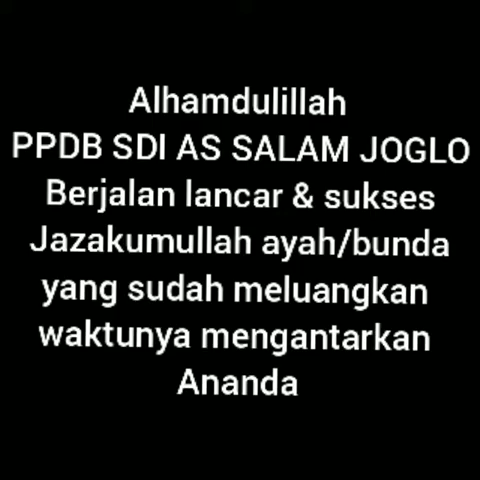 Alhamdulillah
PPDB SDI AS SALAM JOGLO
Berjalan lancar & sukses
Jazakumullah ayah/bunda
yang sudah meluangkan
waktunya mengantarkan
Ananda